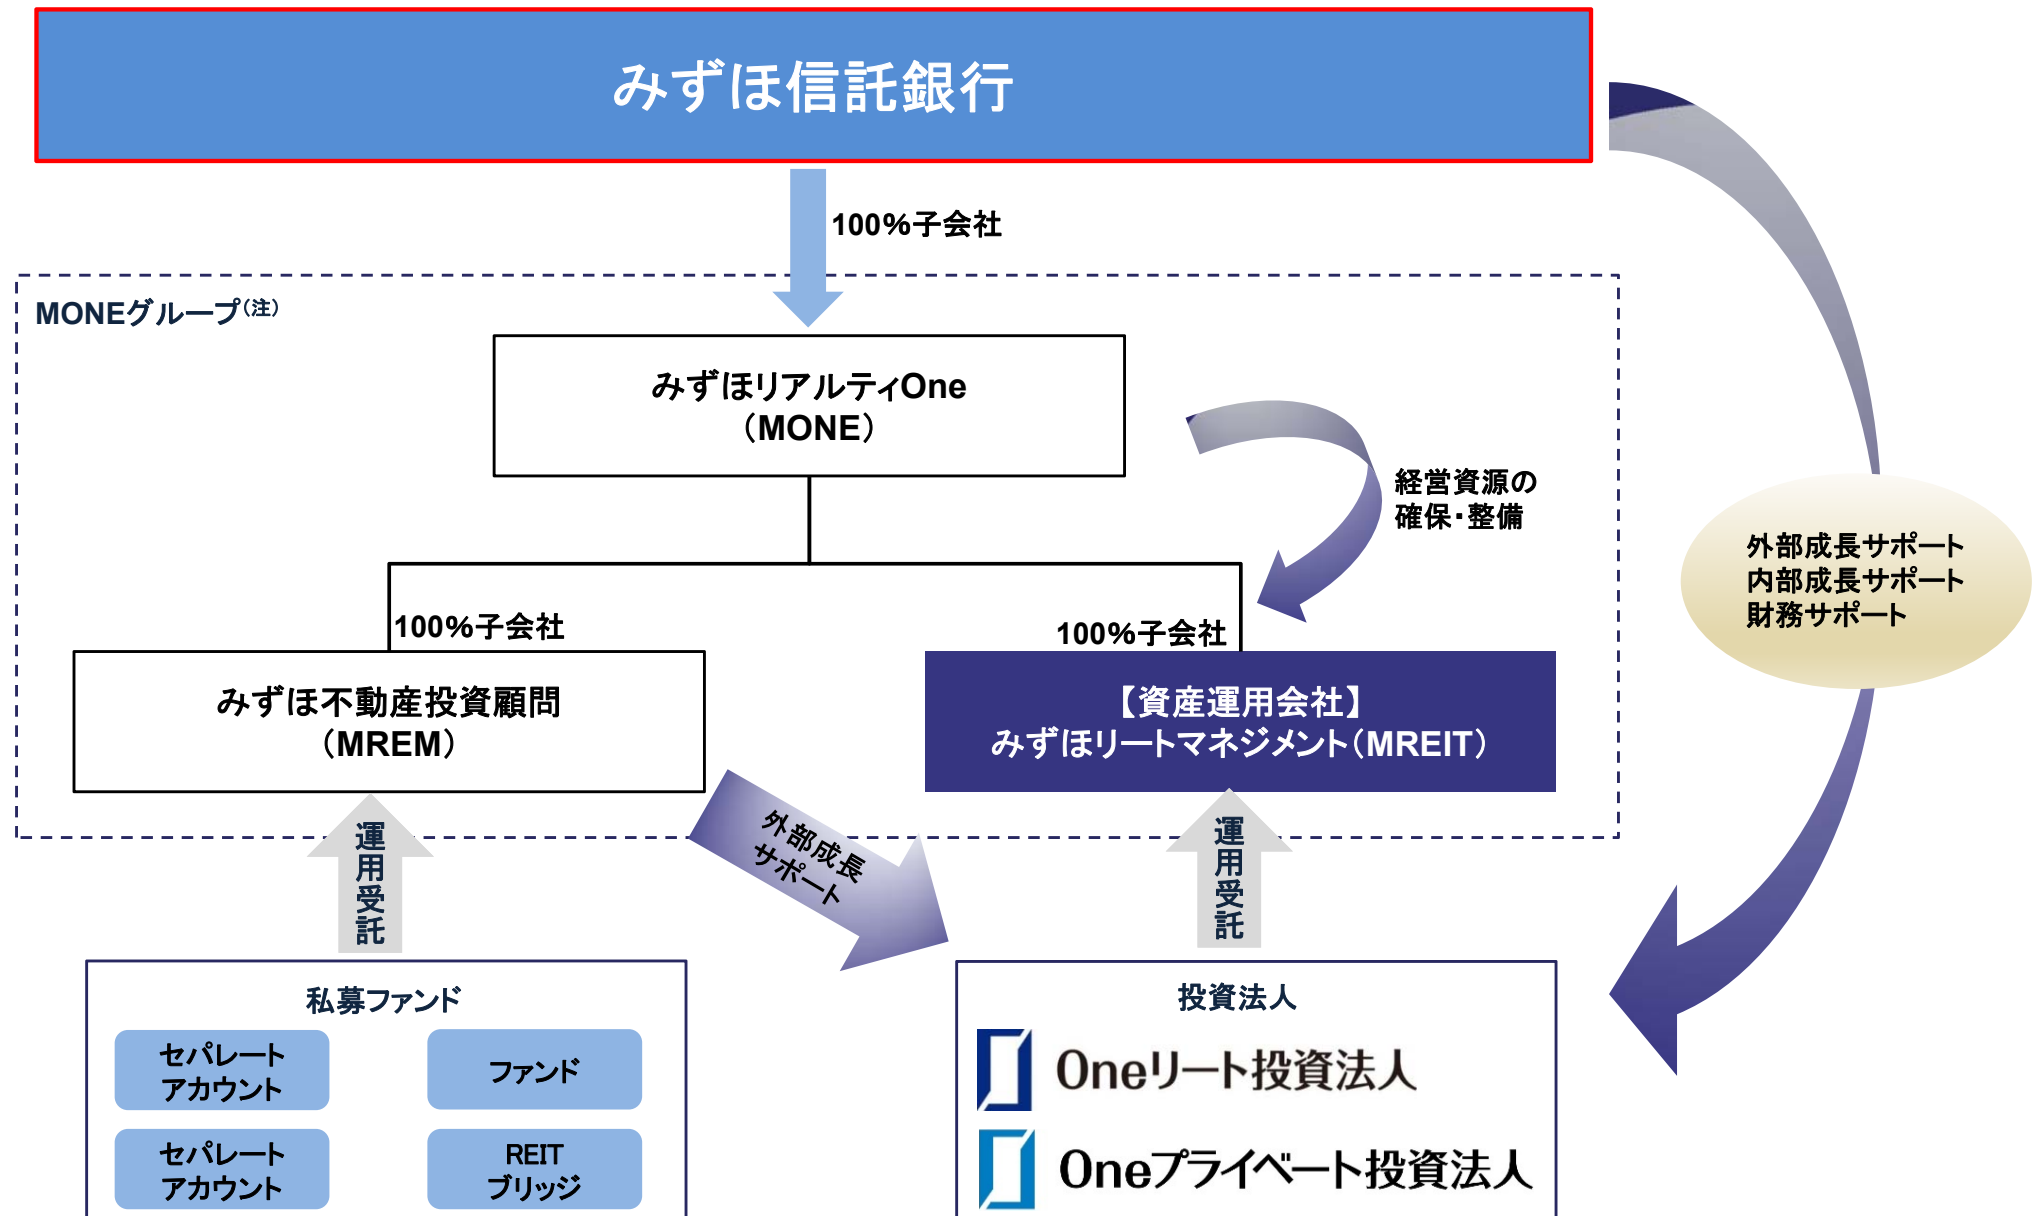 みずほ信託銀行
100%子会社
MONEグループ(注)
みずほリアルティOne
（MONE）
経営資源の
確保・整備
外部成長サポート
内部成長サポート
財務サポート
100%子会社
100%子会社
みずほ不動産投資顧問
（MREM）
【資産運用会社】
みずほリートマネジメント（MREIT）
運用受託
外部成長
サポート
運用受託
私募ファンド
セパレート
アカウント
ファンド
セパレート
アカウント
REIT
ブリッジ
投資法人
Oneリート投資法人
Oneプライベート投資法人